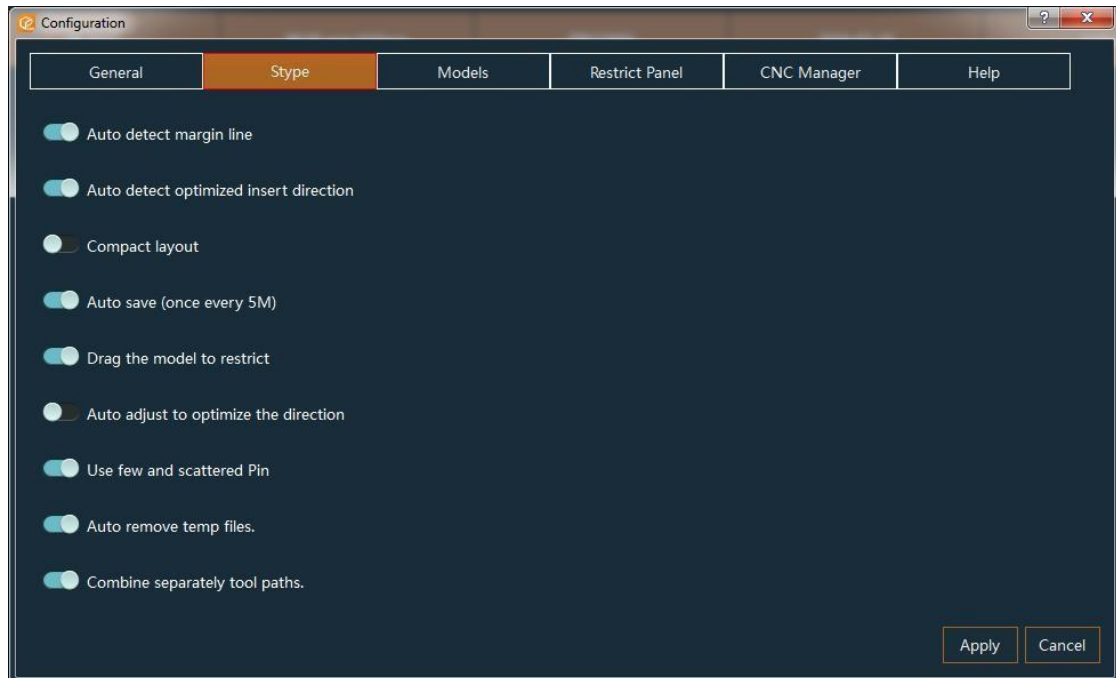 Configuration
?
X
General Stype Models Restrict Panel CNC Manager Help
Auto detect margin line
Auto detect optimized insert direction
Compact layout
Auto save (once every 5M)
Drag the model to restrict
Auto adjust to optimize the direction
Use few and scattered Pin
Auto remove temp files.
Combine separately tool paths.
Apply Cancel